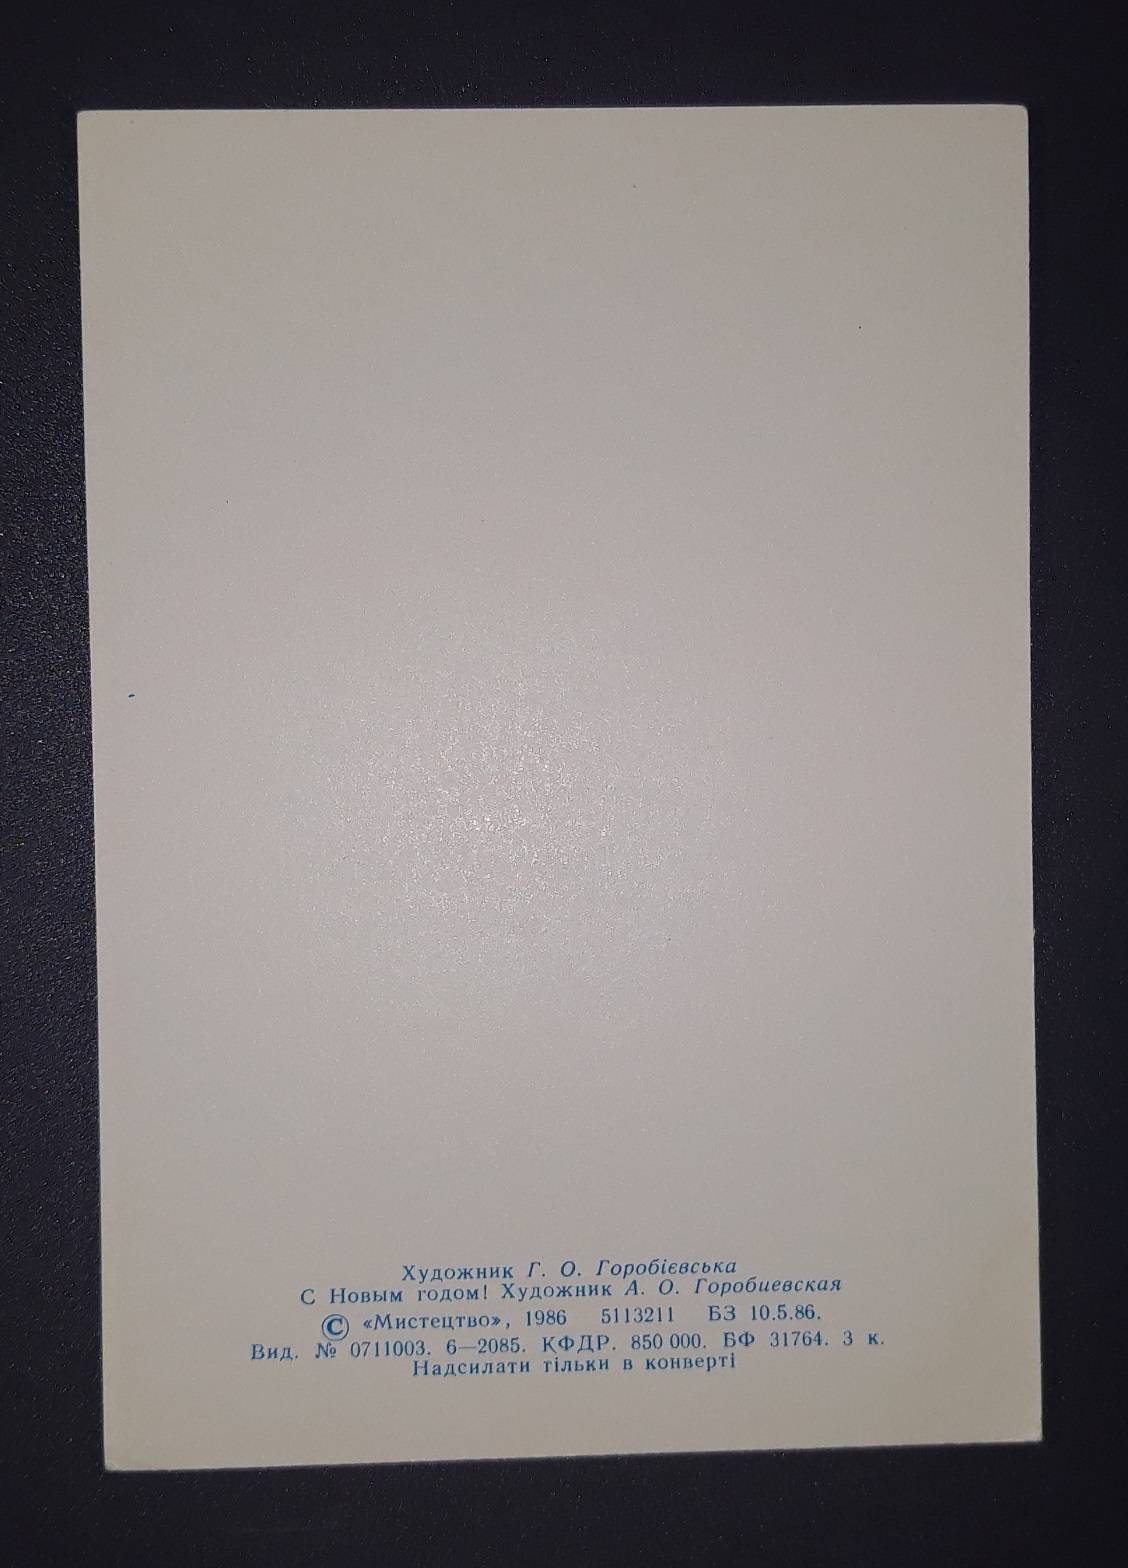 Художник Г. О. Горобієвська
С Новым годом! Художник А. О. Горобиевская
© «Мистецтво», 1986 5113211 БЗ 10.5.86.
Вид. № 0711003. 6—2085. КФДР. 850 000. БФ 31764. 3 к.
Надсилати тільки в конверті